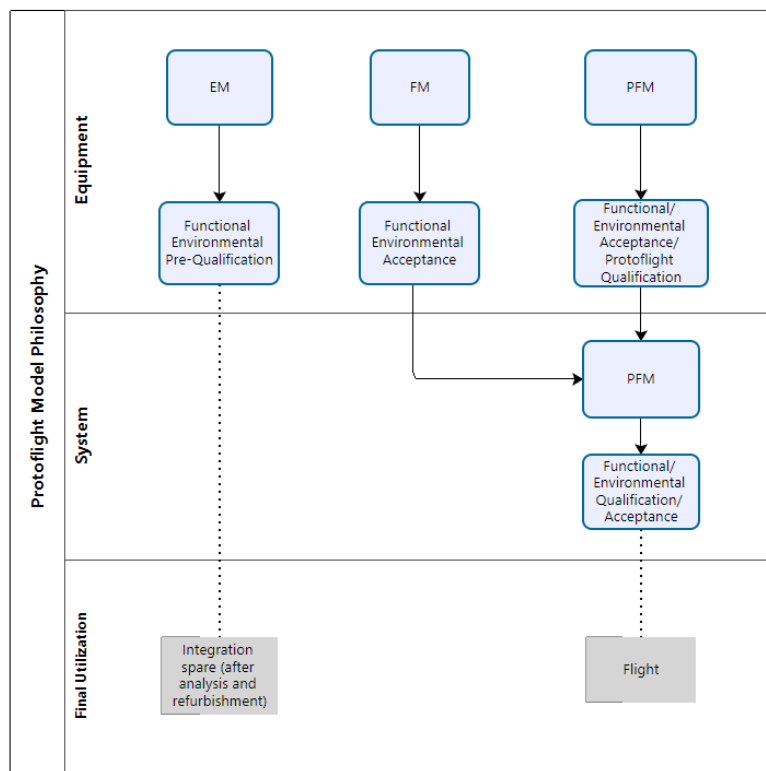 Protoflight Model Philosophy
Equipment
EM
FM
PFM
Functional
Environmental
Pre-Qualification
Functional
Environmental
Acceptance
Functional/
Environmental
Acceptance/
Protoflight
Qualification
System
PFM
Functional/
Environmental
Qualification/
Acceptance
Final Utilization
Integration
spare (after
analysis and
refurbishment)
Flight